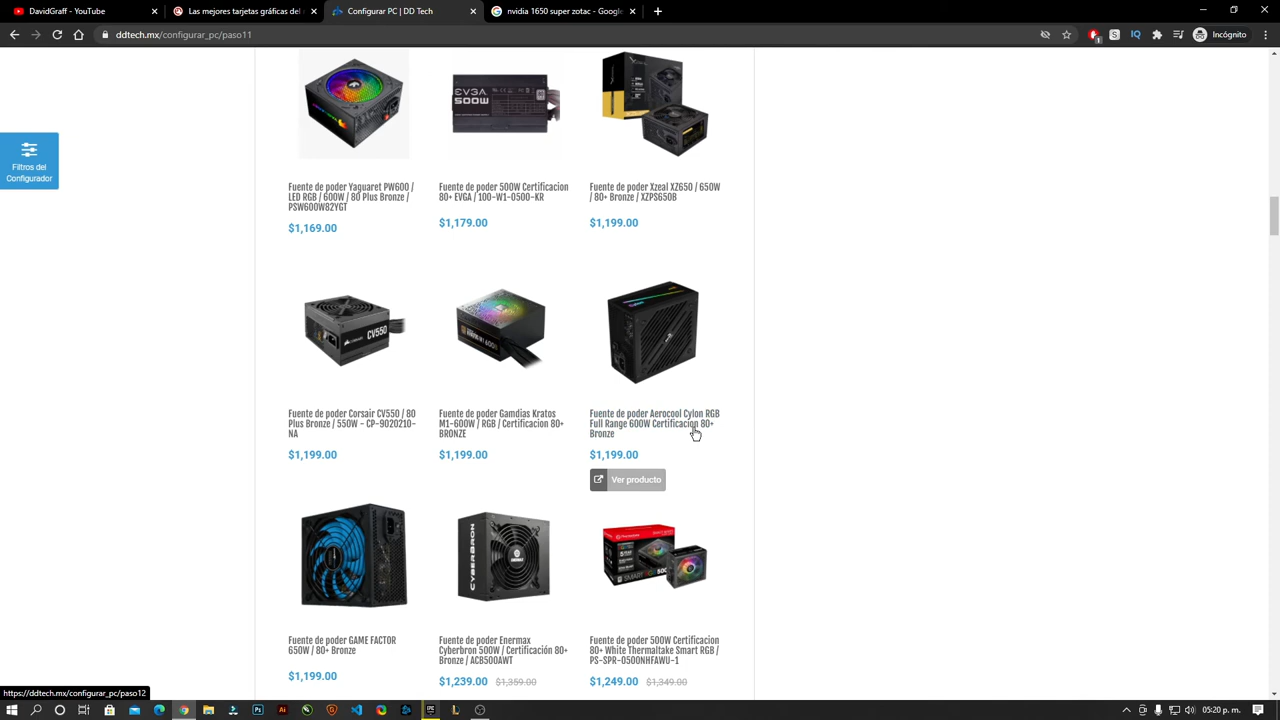 DavidGraff - YouTube
Las mejores tarjetas gráficas de
Configurar PC | DD Tech
nvidia 1650 super zotac - Google
ddtech.mx/configurar_pc/paso11
Incógnito
Filtros del
Configurador
EVGA
500W
Fuente de poder Yaguaret PW600 /
LED RGB / 600W / 80 Plus Bronze /
PSW600W82YGT
$1,169.00
Fuente de poder 500W Certificacion
80+ EVGA / 100-W1-0500-KR
$1,179.00
Fuente de poder Xzeal XZ650 / 650W
/ 80+ Bronze / XZPS650B
$1,199.00
CV550
Fuente de poder Corsair CV550 / 80
Plus Bronze / 550W - CP-9020210-
NA
$1,199.00
Fuente de poder Gamdias Kratos
M1-600W / RGB / Certificacion 80+
BRONZE
$1,199.00
Fuente de poder Aerocool Cylon RGB
Full Range 600W Certificacion 80+
Bronze
$1,199.00
Ver producto
CYBERBRON
Fuente de poder GAME FACTOR
650W / 80+ Bronze
$1,199.00
Fuente de poder Enermax
Cyberbron 500W / Certificación 80+
Bronze / ACB500AWT
$1,239.00 $1,359.00
Fuente de poder 500W Certificacion
80+ White Thermaltake Smart RGB /
PS-SPR-0500NHFAWU-1
$1,249.00 $1,349.00
https://ddtech.mx/configurar_pc/paso12
05:20 p. m.